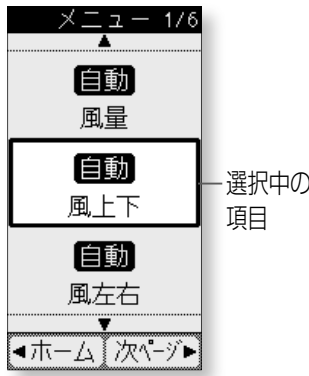 メニュー 1/6
▲
自動
風量
自動
風上下
選択中の
項目
自動
風左右
▼
◀ホーム 次ページ▶